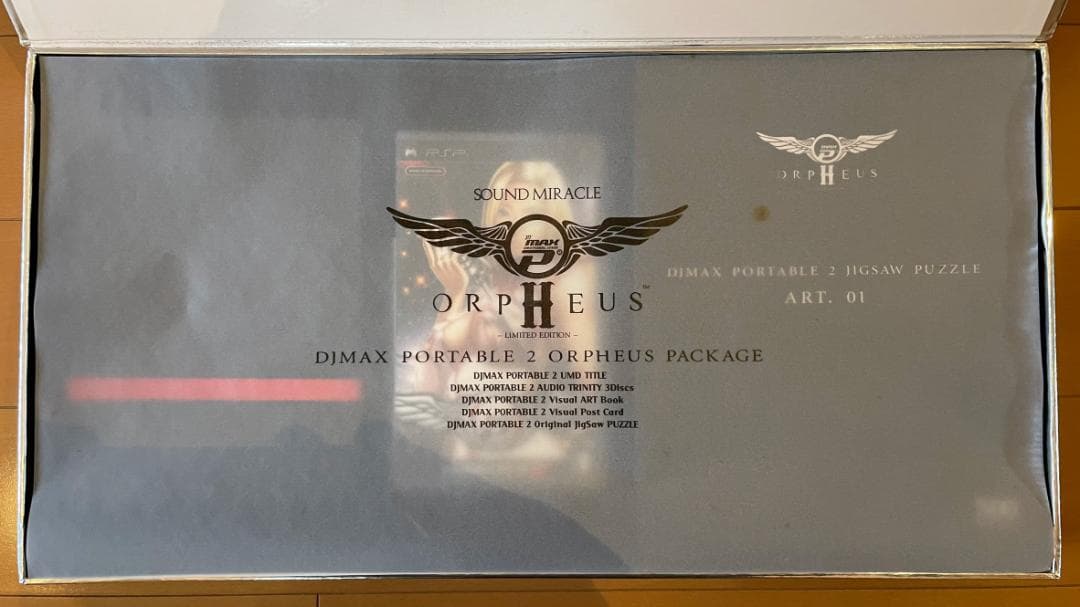 PSP
SOUND MIRACLE
DJ MAX
P
ORPHEUS™
- LIMITED EDITION -
DJMAX PORTABLE 2 ORPHEUS PACKAGE
DJMAX PORTABLE 2 UMD TITLE
DJMAX PORTABLE 2 AUDIO TRINITY 3Discs
DJMAX PORTABLE 2 Visual ART Book
DJMAX PORTABLE 2 Visual Post Card
DJMAX PORTABLE 2 Original JigSaw PUZZLE
MAX
P
ORPHEUS
DJMAX PORTABLE 2 JIGSAW PUZZLE
ART. 01